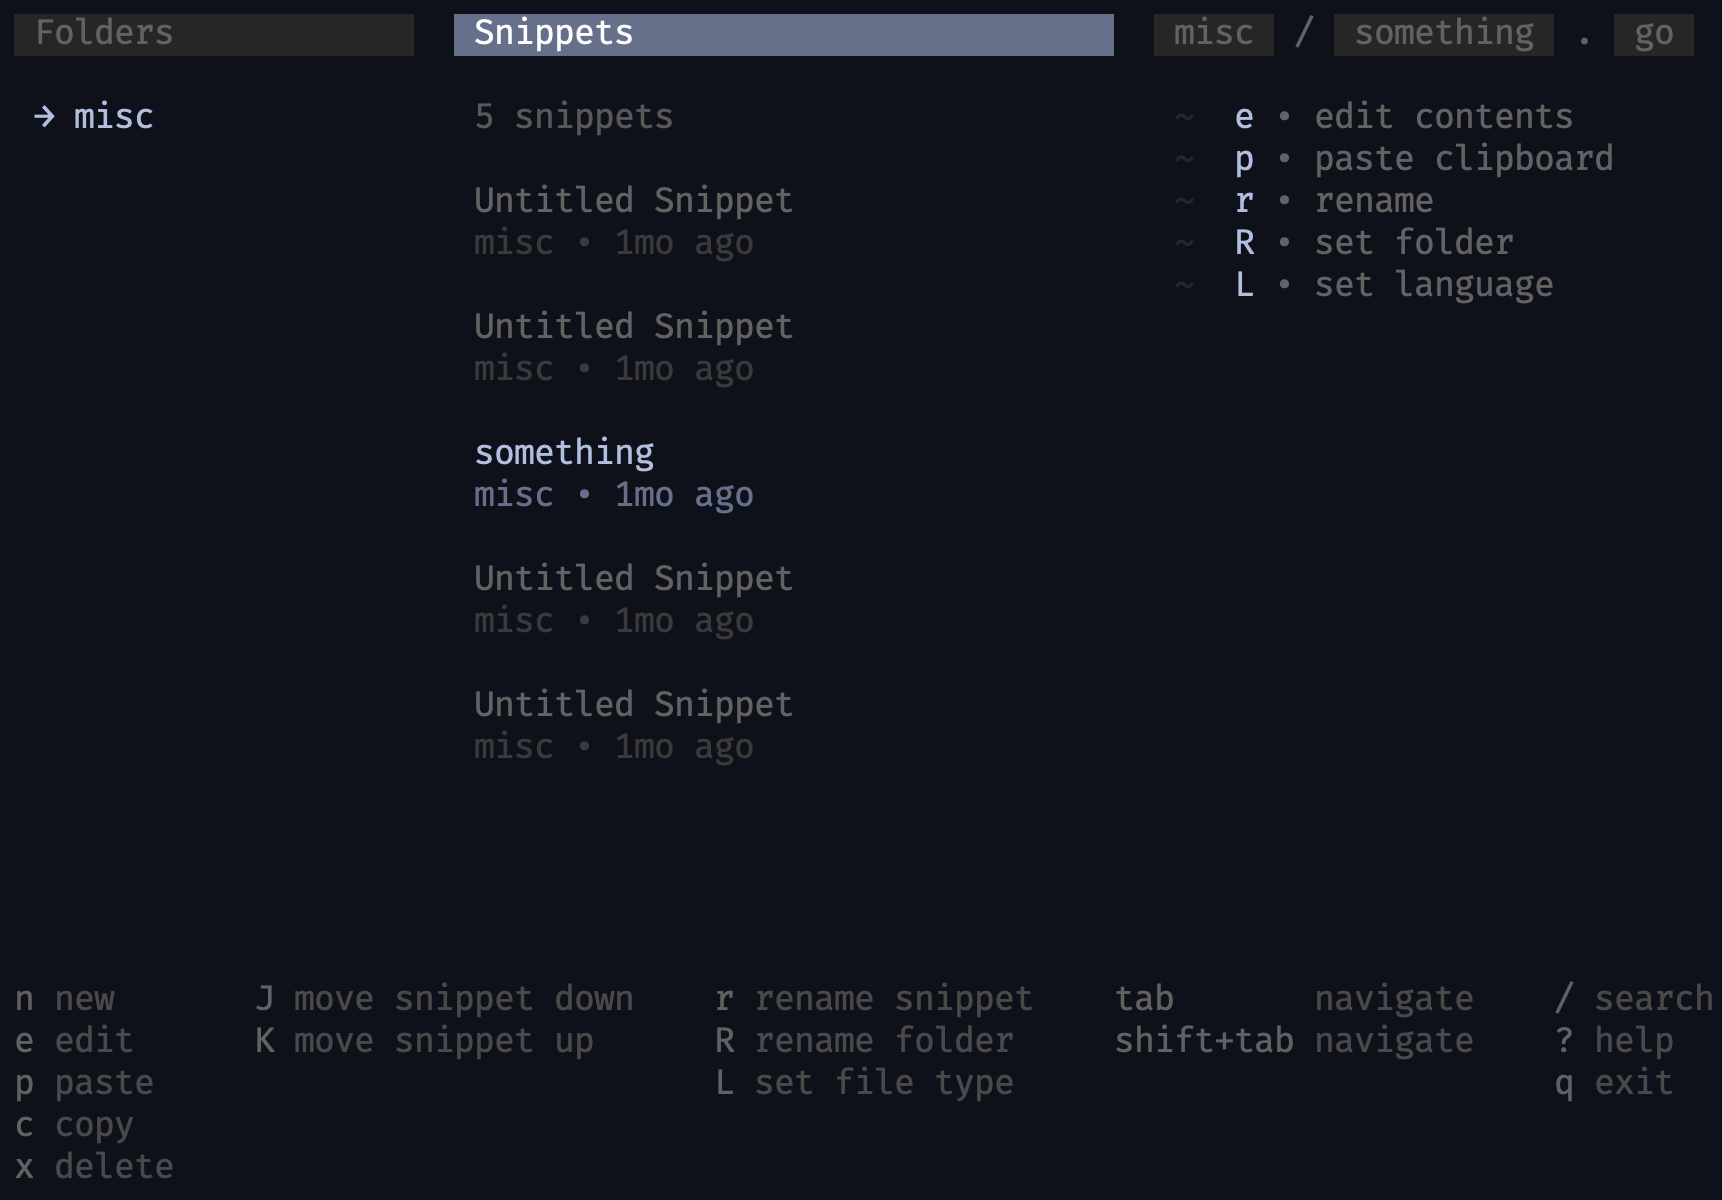 Folders
→ misc
Snippets
5 snippets
Untitled Snippet
misc • 1mo ago
Untitled Snippet
misc • 1mo ago
something
misc • 1mo ago
Untitled Snippet
misc • 1mo ago
Untitled Snippet
misc • 1mo ago
misc / something . go
~ e • edit contents
~ p • paste clipboard
~ r • rename
~ R • set folder
~ L • set language
n new
e edit
p paste
c copy
x delete
J move snippet down
K move snippet up
r rename snippet
R rename folder
L set file type
tab navigate
shift+tab navigate
/ search
? help
q exit